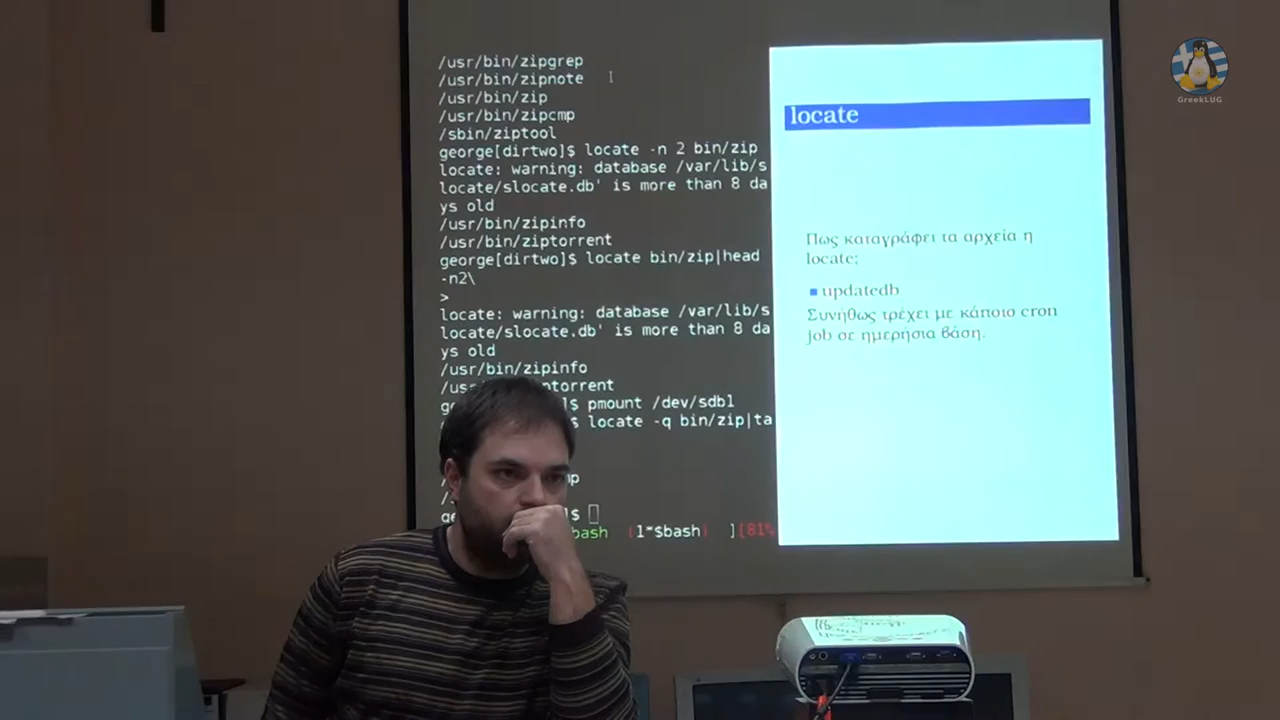 /usr/bin/zipgrep
/usr/bin/zipnote
/usr/bin/zip
/usr/bin/zipcmp
/sbin/ziptool
george[dirtwo]$ locate -n 2 bin/zip
locate: warning: database /var/lib/s
locate/slocate.db' is more than 8 da
ys old
/usr/bin/zipinfo
/usr/bin/ziptorrent
george[dirtwo]$ locate bin/zip|head
-n2\
>
locate: warning: database /var/lib/s
locate/slocate.db' is more than 8 da
ys old
/usr/bin/zipinfo
ntorrent
$ pmount /dev/sdb1
$ locate -q bin/zip|ta
$
bash (1*$bash) ][81%
locate
Πως καταγράφει τα αρχεία η
locate;
updatedb
Συνήθως τρέχει με κάποιο cron
job σε ημερήσια βάση.
GreekLUG